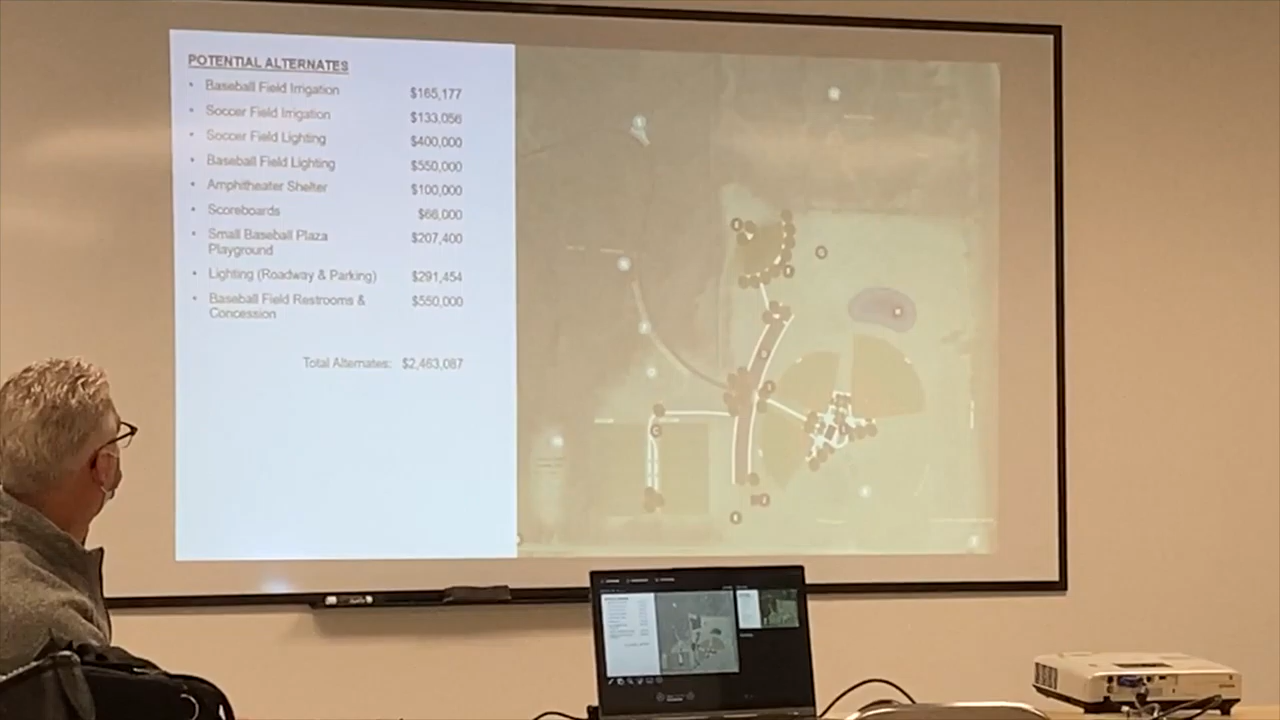 POTENTIAL ALTERNATES
• Baseball Field Irrigation $165,177
• Soccer Field Irrigation $133,056
• Soccer Field Lighting $400,000
• Baseball Field Lighting $550,000
• Amphitheater Shelter $100,000
• Scoreboards $66,000
• Small Baseball Plaza $207,400
Playground
• Lighting (Roadway & Parking) $291,454
• Baseball Field Restrooms & $550,000
Concession
Total Alternates: $2,463,087